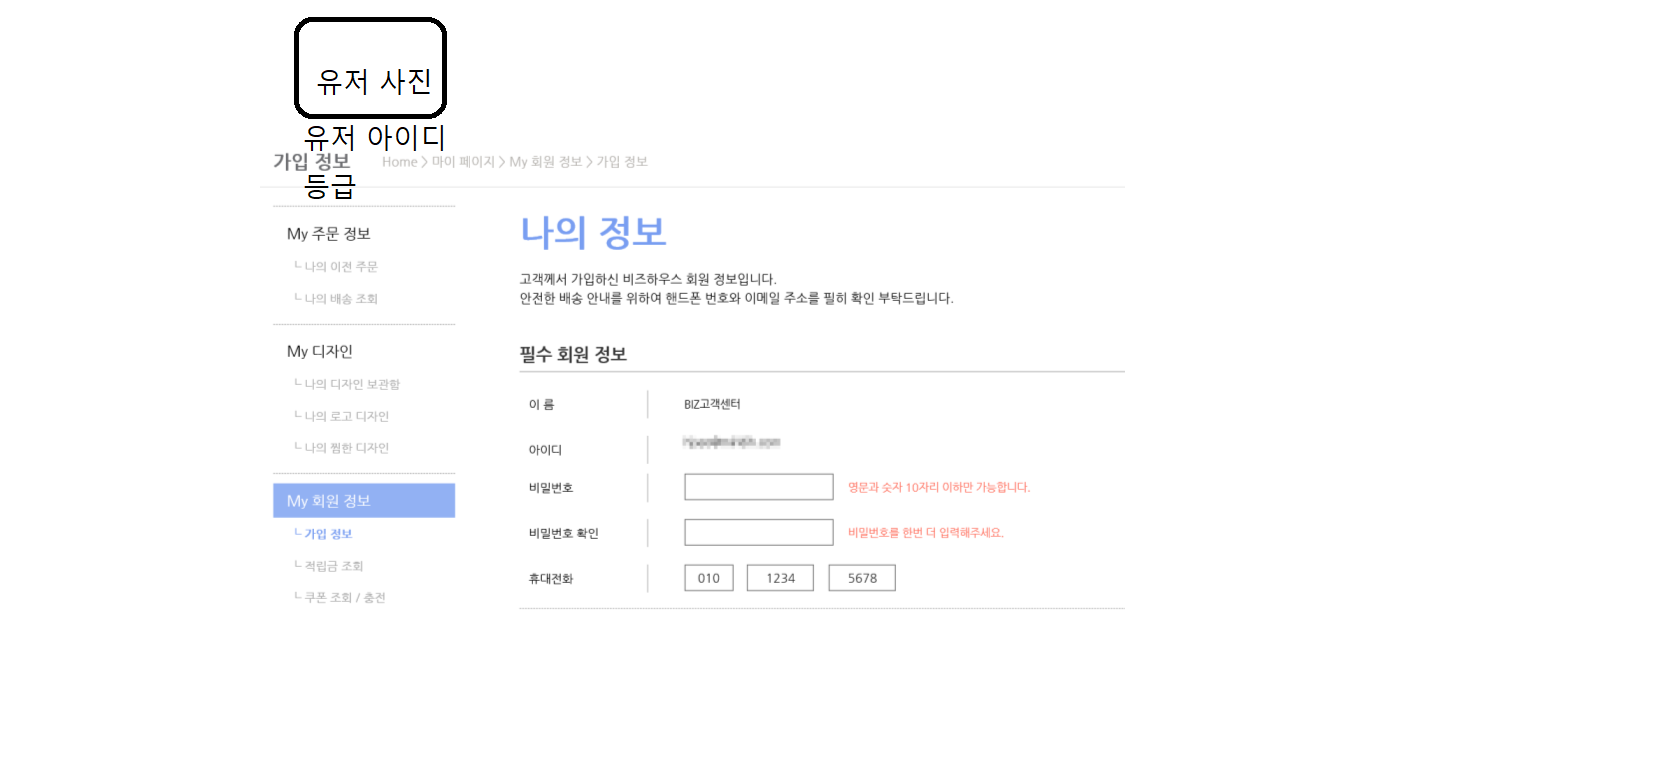 유저 사진
유저 아이디
가입 정보
Home > 마이 페이지 > My 회원 정보 > 가입 정보
등급
My 주문 정보
└ 나의 이전 주문
└ 나의 배송 조회
My 디자인
└ 나의 디자인 보관함
└ 나의 로고 디자인
└ 나의 찜한 디자인
My 회원 정보
└ 가입 정보
└ 적립금 조회
└ 쿠폰 조회 / 충전
나의 정보
고객께서 가입하신 비즈하우스 회원 정보입니다.
안전한 배송 안내를 위하여 핸드폰 번호와 이메일 주소를 필히 확인 부탁드립니다.
필수 회원 정보
이 름 BIZ고객센터
아이디
비밀번호 영문과 숫자 10자리 이하만 가능합니다.
비밀번호 확인 비밀번호를 한번 더 입력해주세요.
휴대전화 010 1234 5678